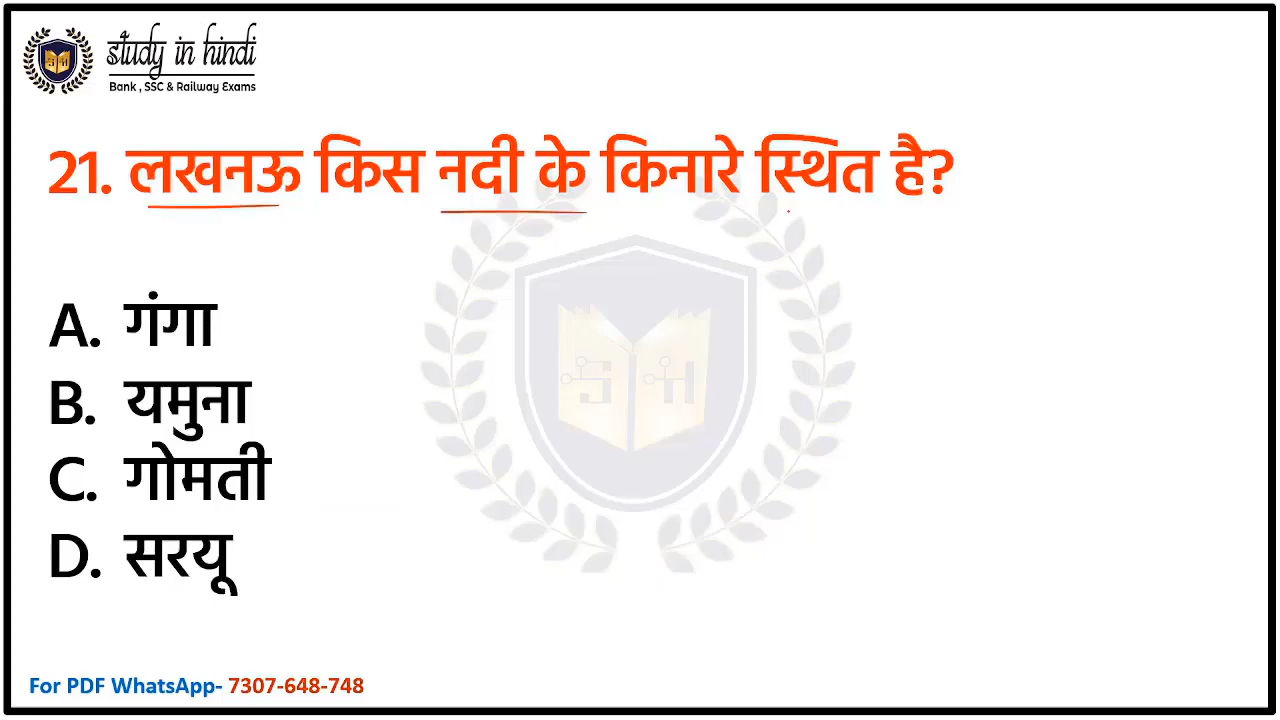 study in hindi
Bank , SSC & Railway Exams
21. लखनऊ किस नदी के किनारे स्थित है?
A. गंगा
B. यमुना
C. गोमती
D. सरयू
SH
For PDF WhatsApp- 7307-648-748